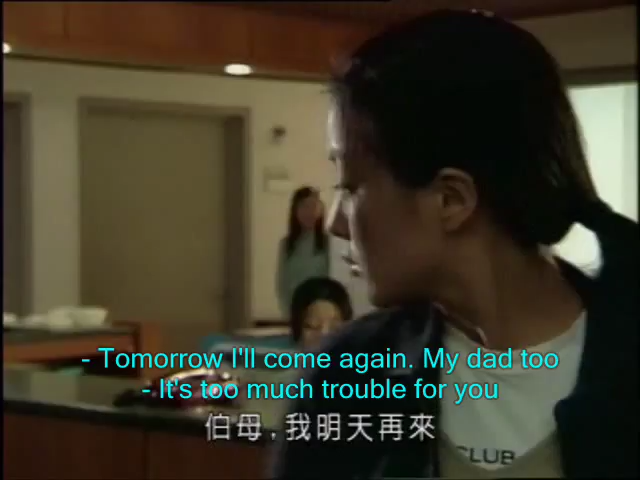 - Tomorrow I'll come again. My dad too
- It's too much trouble for you
伯母,我明天再來
CLUB